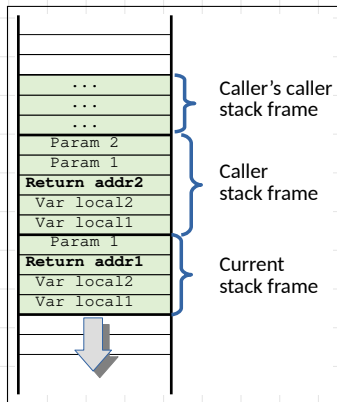 ...
...
...
Caller's caller
stack frame
Param 2
Param 1
Return addr2
Var local2
Var local1
Caller
stack frame
Param 1
Return addr1
Var local2
Var local1
Current
stack frame